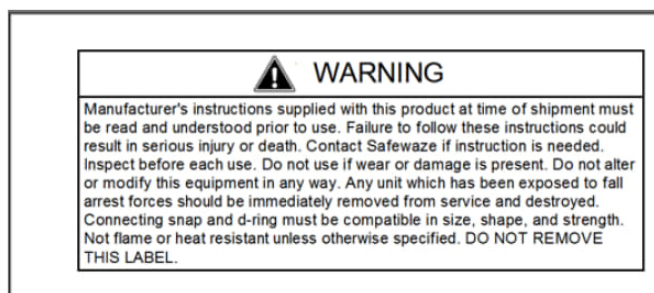 WARNING
Manufacturer's instructions supplied with this product at time of shipment must
be read and understood prior to use. Failure to follow these instructions could
result in serious injury or death. Contact Safewaze if instruction is needed.
Inspect before each use. Do not use if wear or damage is present. Do not alter
or modify this equipment in any way. Any unit which has been exposed to fall
arrest forces should be immediately removed from service and destroyed.
Connecting snap and d-ring must be compatible in size, shape, and strength.
Not flame or heat resistant unless otherwise specified. DO NOT REMOVE
THIS LABEL.